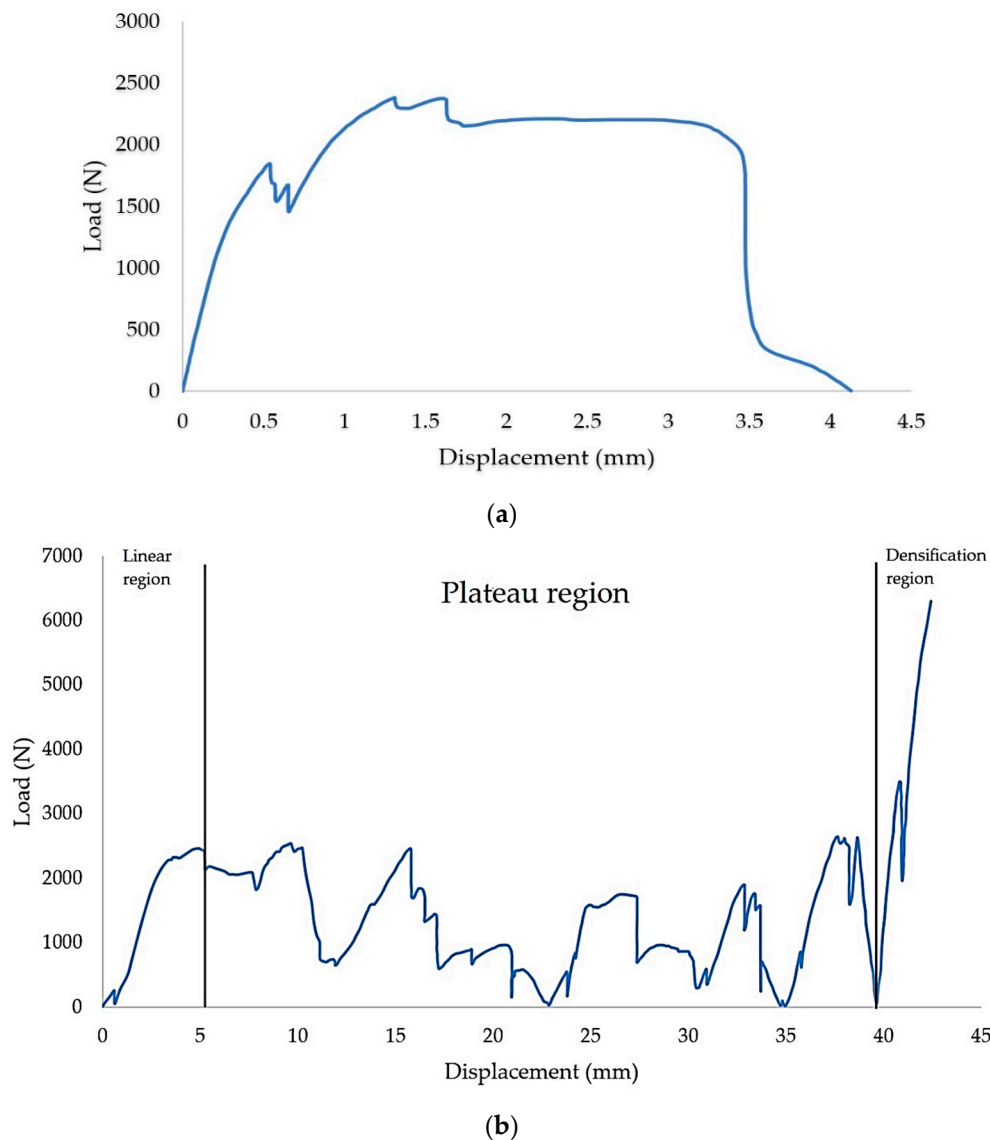 3000
2500
2000
1500
1000
500
0
Load (N)
0 0.5 1 1.5 2 2.5 3 3.5 4 4.5
Displacement (mm)
(a)
7000
6000
5000
4000
3000
2000
1000
0
Load (N)
Linear
region
Plateau region
Densification
region
0 5 10 15 20 25 30 35 40 45
Displacement (mm)
(b)